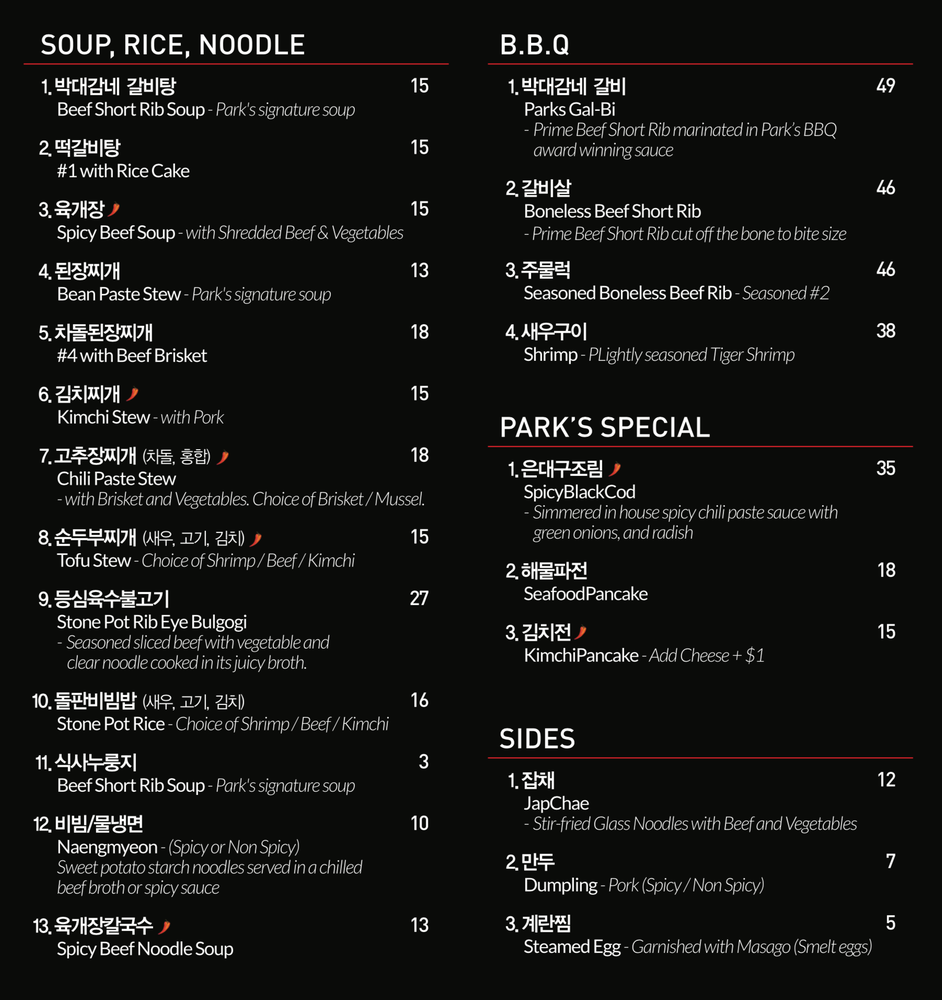 SOUP, RICE, NOODLE
1. 박대감네 갈비탕 15
Beef Short Rib Soup - Park's signature soup
2. 떡갈비탕 15
#1 with Rice Cake
3. 육개장 15
Spicy Beef Soup - with Shredded Beef & Vegetables
4. 된장찌개 13
Bean Paste Stew - Park's signature soup
5. 차돌된장찌개 18
#4 with Beef Brisket
6. 김치찌개 15
Kimchi Stew - with Pork
7. 고추장찌개 (차돌, 홍합) 18
Chili Paste Stew
- with Brisket and Vegetables. Choice of Brisket / Mussel.
8. 순두부찌개 (새우, 고기, 김치) 15
Tofu Stew - Choice of Shrimp / Beef / Kimchi
9. 등심육수불고기 27
Stone Pot Rib Eye Bulgogi
- Seasoned sliced beef with vegetable and
clear noodle cooked in its juicy broth.
10. 돌판비빔밥 (새우, 고기, 김치) 16
Stone Pot Rice - Choice of Shrimp / Beef / Kimchi
11. 식사누룽지 3
Beef Short Rib Soup - Park's signature soup
12. 비빔/물냉면 10
Naengmyeon - (Spicy or Non Spicy)
Sweet potato starch noodles served in a chilled
beef broth or spicy sauce
13. 육개장칼국수 13
Spicy Beef Noodle Soup
B.B.Q
1. 박대감네 갈비 49
Parks Gal-Bi
- Prime Beef Short Rib marinated in Park's BBQ
award winning sauce
2. 갈비살 46
Boneless Beef Short Rib
- Prime Beef Short Rib cut off the bone to bite size
3. 주물럭 46
Seasoned Boneless Beef Rib - Seasoned #2
4. 새우구이 38
Shrimp - PLightly seasoned Tiger Shrimp
PARK'S SPECIAL
1. 은대구조림 35
SpicyBlackCod
- Simmered in house spicy chili paste sauce with
green onions, and radish
2. 해물파전 18
SeafoodPancake
3. 김치전 15
KimchiPancake - Add Cheese + $1
SIDES
1. 잡채 12
JapChae
- Stir-fried Glass Noodles with Beef and Vegetables
2. 만두 7
Dumpling - Pork (Spicy / Non Spicy)
3. 계란찜 5
Steamed Egg - Garnished with Masago (Smelt eggs)